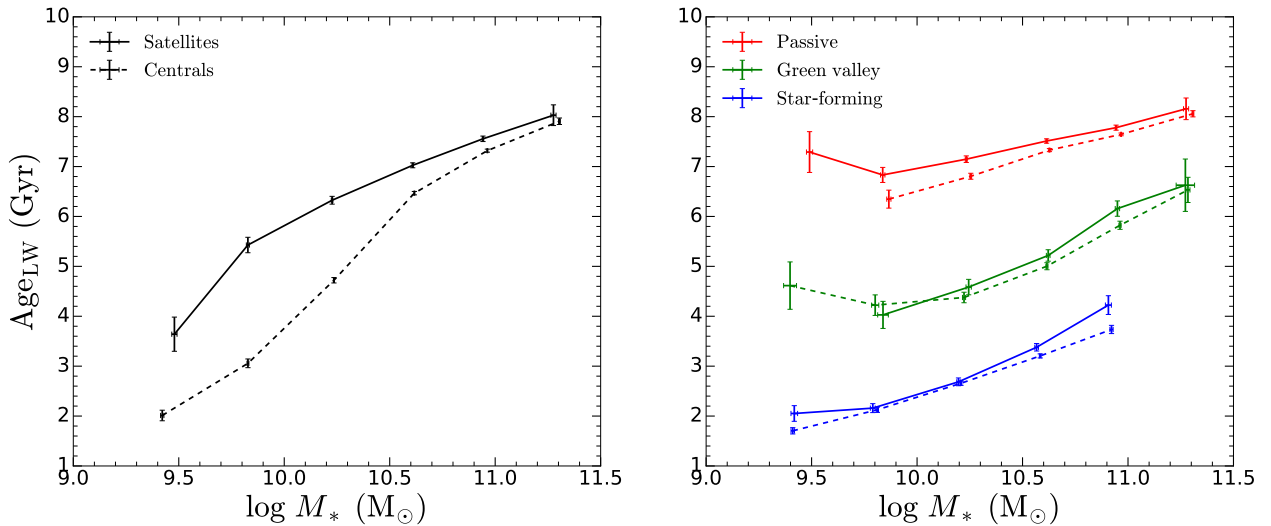 10
9
8
7
6
5
4
3
2
1
Age_LW (Gyr)
Satellites
Centrals
9.0 9.5 10.0 10.5 11.0 11.5
log M_* (M_⊙)
10
9
8
7
6
5
4
3
2
1
Passive
Green valley
Star-forming
9.0 9.5 10.0 10.5 11.0 11.5
log M_* (M_⊙)